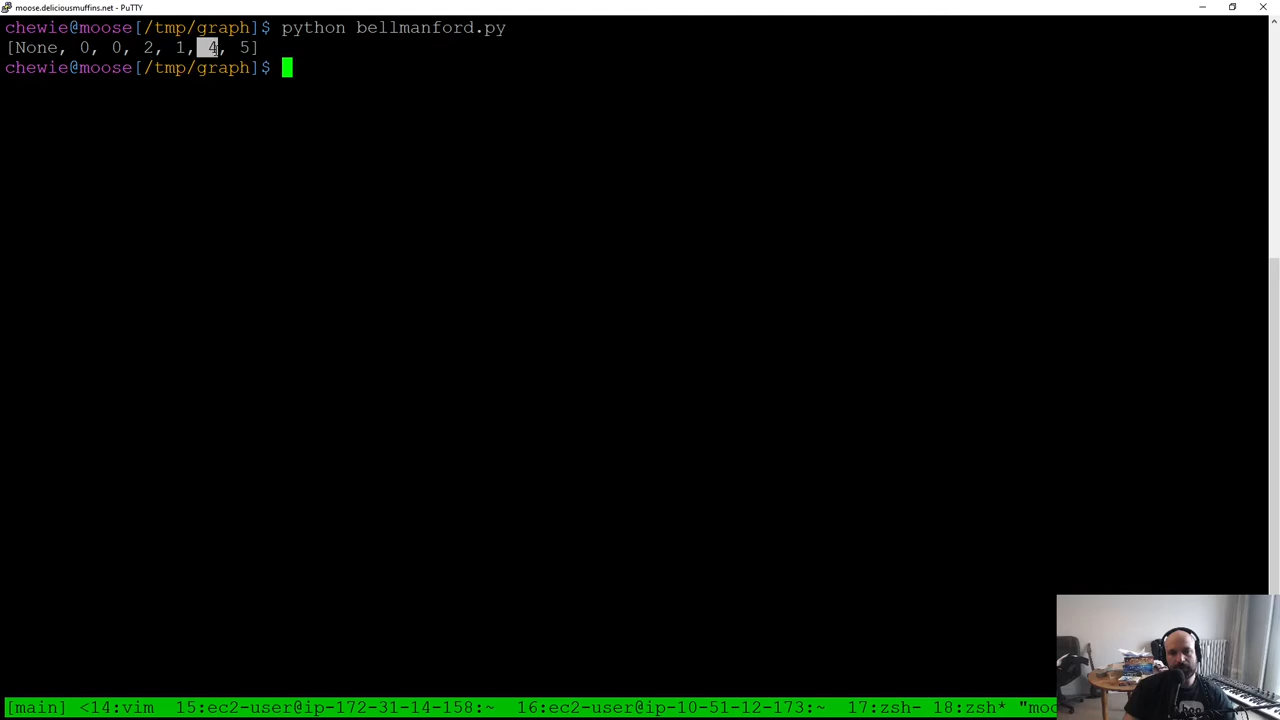 moose.deliciousmuffins.net - PuTTY
chewie@moose[/tmp/graph]$ python bellmanford.py
[None, 0, 0, 2, 1, 4, 5]
chewie@moose[/tmp/graph]$
[main] <14:vim  15:ec2-user@ip-172-31-14-158:~  16:ec2-user@ip-10-51-12-173:~  17:zsh- 18:zsh* "moo